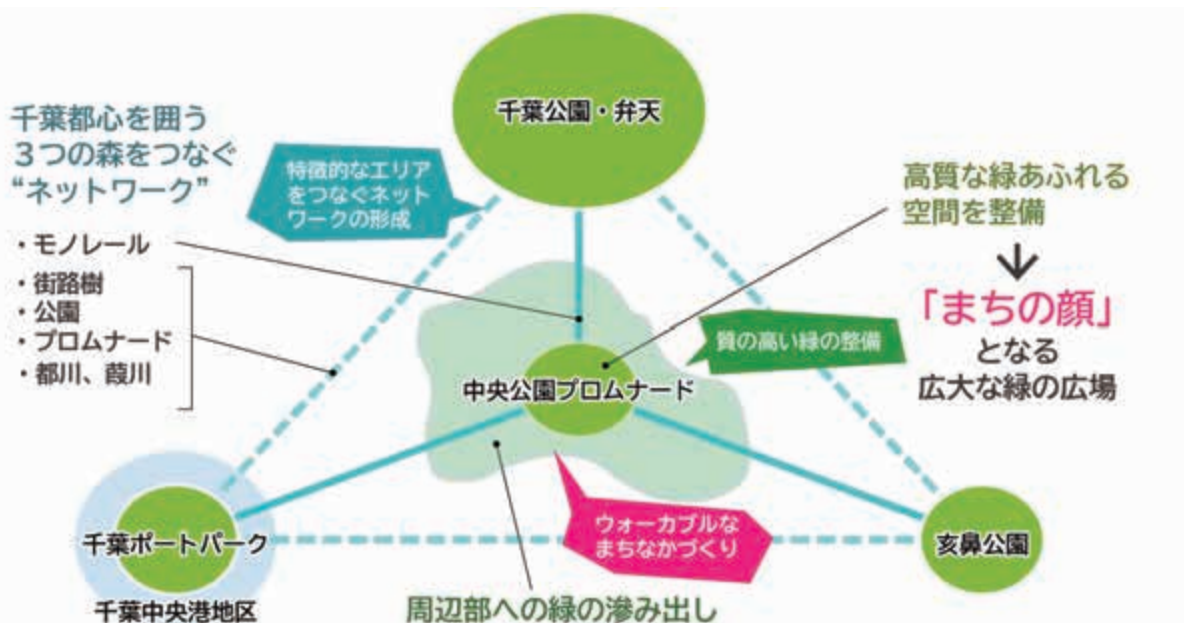 千葉公園・弁天
千葉都心を囲う
３つの森をつなぐ
“ネットワーク”
・モノレール
・街路樹
・公園
・プロムナード
・都川、葭川
特徴的なエリア
をつなぐネット
ワークの形成
高質な緑あふれる
空間を整備
↓
「まちの顔」
となる
広大な緑の広場
質の高い緑の整備
中央公園プロムナード
ウォーカブルな
まちなかづくり
千葉ポートパーク
千葉中央港地区
亥鼻公園
周辺部への緑の滲み出し